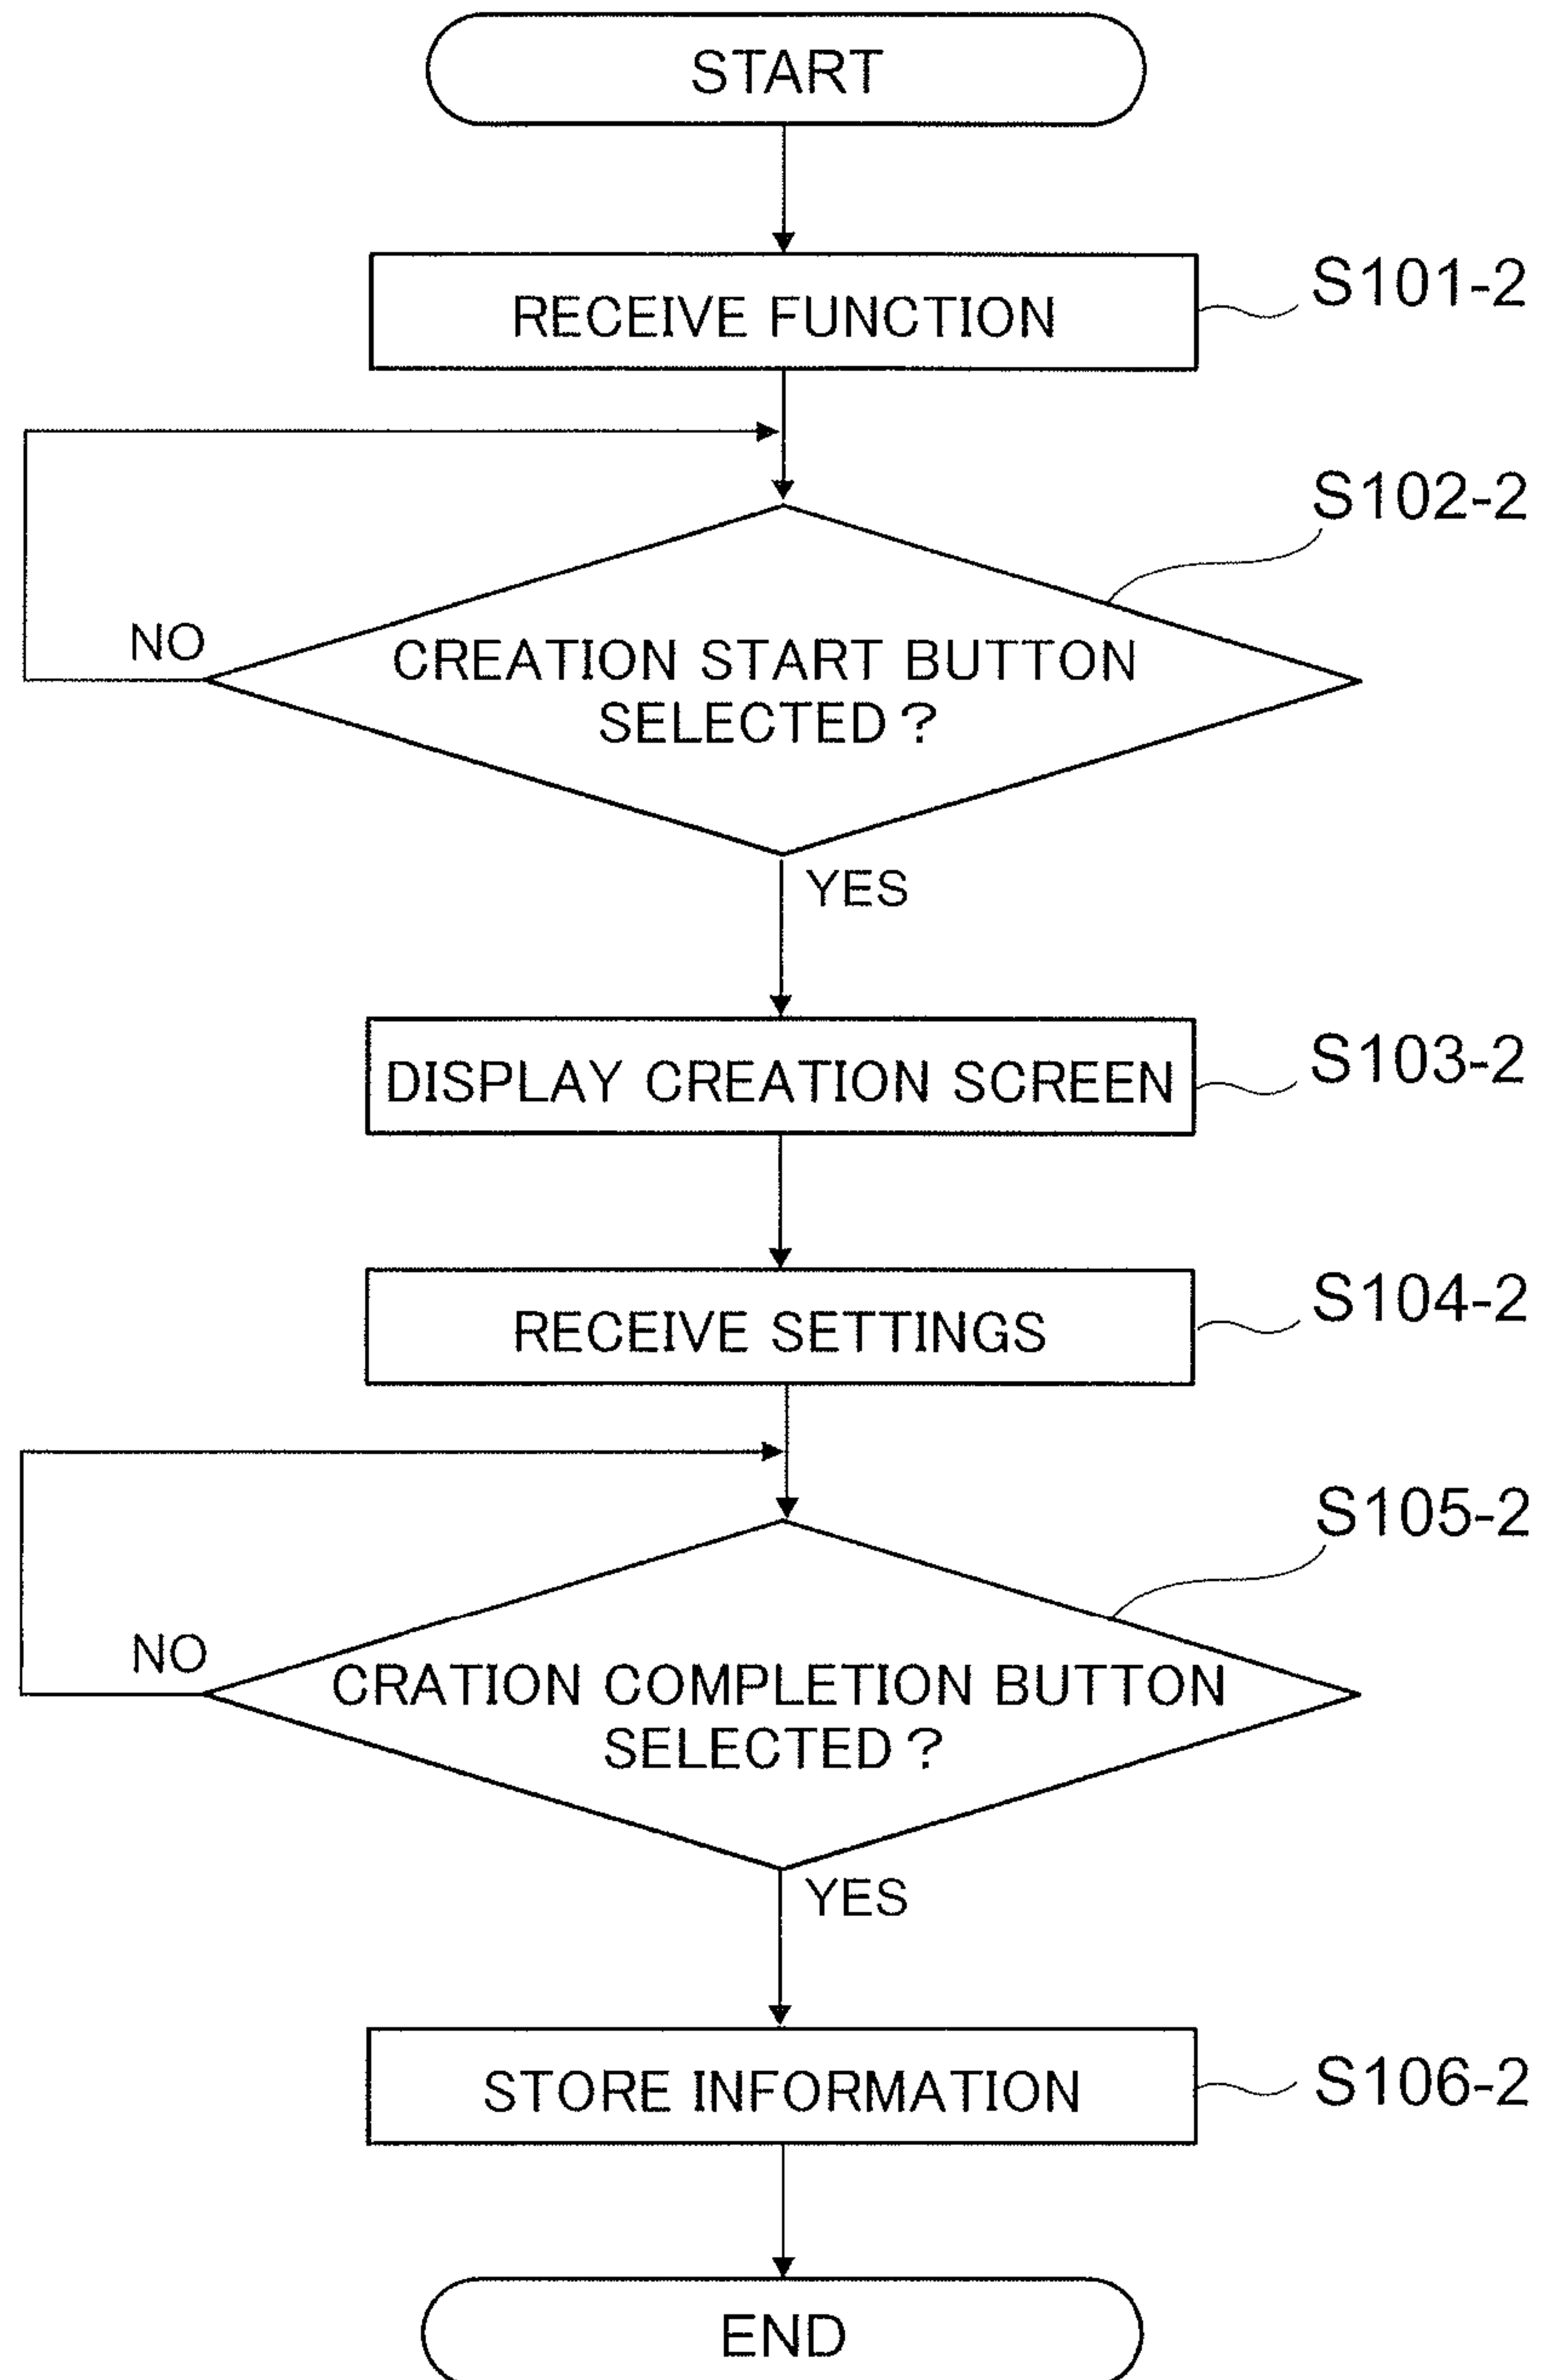 START
RECEIVE FUNCTION
S101-2
S102-2
NO
CREATION START BUTTON
SELECTED?
YES
DISPLAY CREATION SCREEN
S103-2
RECEIVE SETTINGS
S104-2
S105-2
NO
CRATION COMPLETION BUTTON
SELECTED?
YES
STORE INFORMATION
S106-2
END